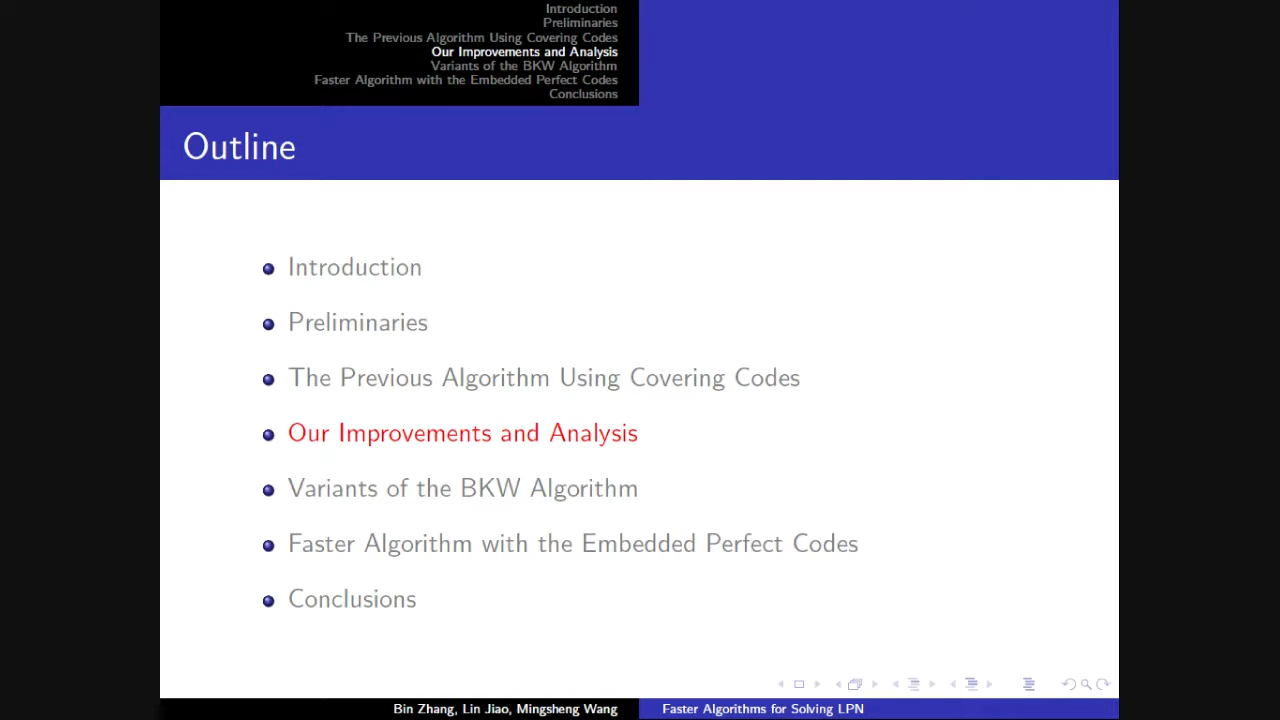 Introduction
Preliminaries
The Previous Algorithm Using Covering Codes
Our Improvements and Analysis
Variants of the BKW Algorithm
Faster Algorithm with the Embedded Perfect Codes
Conclusions
Outline
Introduction
Preliminaries
The Previous Algorithm Using Covering Codes
Our Improvements and Analysis
Variants of the BKW Algorithm
Faster Algorithm with the Embedded Perfect Codes
Conclusions
Bin Zhang, Lin Jiao, Mingsheng Wang
Faster Algorithms for Solving LPN